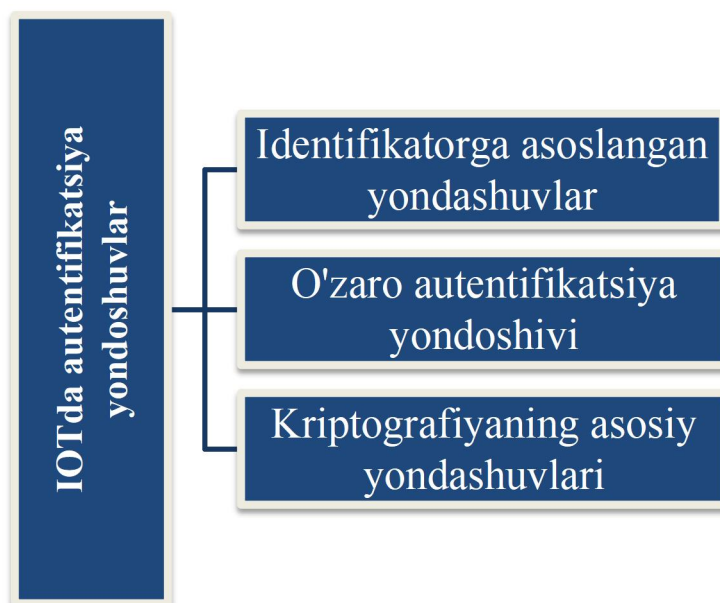 IOTda autentifikatsiya
yondoshuvlar
Identifikatorga asoslangan
yondashuvlar
O'zaro autentifikatsiya
yondoshivi
Kriptografiyaning asosiy
yondashuvlari